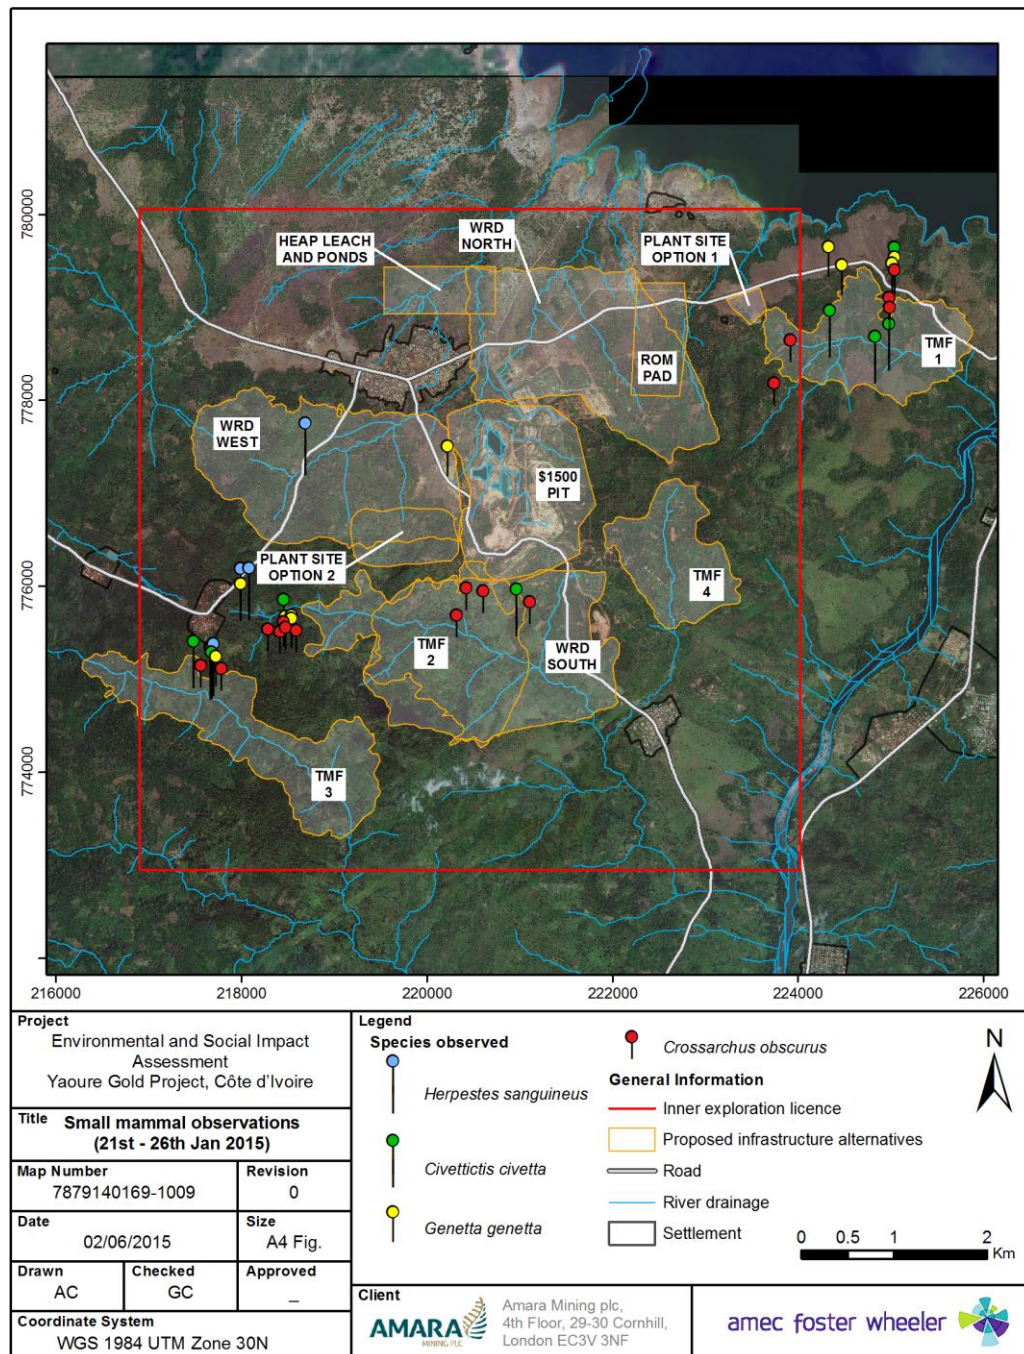 780000
778000
776000
774000
HEAP LEACH
AND PONDS
WRD
NORTH
PLANT SITE
OPTION 1
ROM
PAD
TMF
1
WRD
WEST
$1500
PIT
PLANT SITE
OPTION 2
TMF
4
TMF
2
WRD
SOUTH
TMF
3
216000
218000
220000
222000
224000
226000
Project
Environmental and Social Impact
Assessment
Yaoure Gold Project, Côte d'Ivoire
Title Small mammal observations
(21st - 26th Jan 2015)
Map Number
7879140169-1009
Revision
0
Date
02/06/2015
Size
A4 Fig.
Drawn
AC
Checked
GC
Approved
_
Coordinate System
WGS 1984 UTM Zone 30N
Legend
Species observed
Herpestes sanguineus
Civettictis civetta
Genetta genetta
Crossarchus obscurus
General Information
Inner exploration licence
Proposed infrastructure alternatives
Road
River drainage
Settlement
N
0 0.5 1 2
Km
Client
AMARA
MINING PLC
Amara Mining plc,
4th Floor, 29-30 Cornhill,
London EC3V 3NF
amec foster wheeler